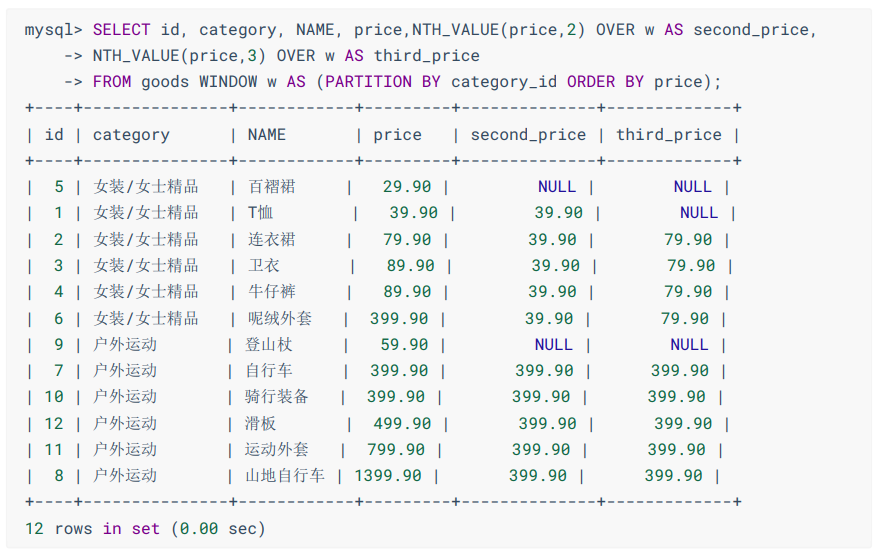 mysql> SELECT id, category, NAME, price,NTH_VALUE(price,2) OVER w AS second_price,
    -> NTH_VALUE(price,3) OVER w AS third_price
    -> FROM goods WINDOW w AS (PARTITION BY category_id ORDER BY price);
+----+---------------+------------+---------+--------------+-------------+
| id | category      | NAME       | price   | second_price | third_price |
+----+---------------+------------+---------+--------------+-------------+
|  5 | 女装/女士精品 | 百褶裙     |   29.90 |         NULL |        NULL |
|  1 | 女装/女士精品 | T恤        |   39.90 |        39.90 |        NULL |
|  2 | 女装/女士精品 | 连衣裙     |   79.90 |        39.90 |       79.90 |
|  3 | 女装/女士精品 | 卫衣       |   89.90 |        39.90 |       79.90 |
|  4 | 女装/女士精品 | 牛仔裤     |   89.90 |        39.90 |       79.90 |
|  6 | 女装/女士精品 | 呢绒外套   |  399.90 |        39.90 |       79.90 |
|  9 | 户外运动      | 登山杖     |   59.90 |         NULL |        NULL |
|  7 | 户外运动      | 自行车     |  399.90 |       399.90 |      399.90 |
| 10 | 户外运动      | 骑行装备   |  399.90 |       399.90 |      399.90 |
| 12 | 户外运动      | 滑板       |  499.90 |       399.90 |      399.90 |
| 11 | 户外运动      | 运动外套   |  799.90 |       399.90 |      399.90 |
|  8 | 户外运动      | 山地自行车 | 1399.90 |       399.90 |      399.90 |
+----+---------------+------------+---------+--------------+-------------+
12 rows in set (0.00 sec)